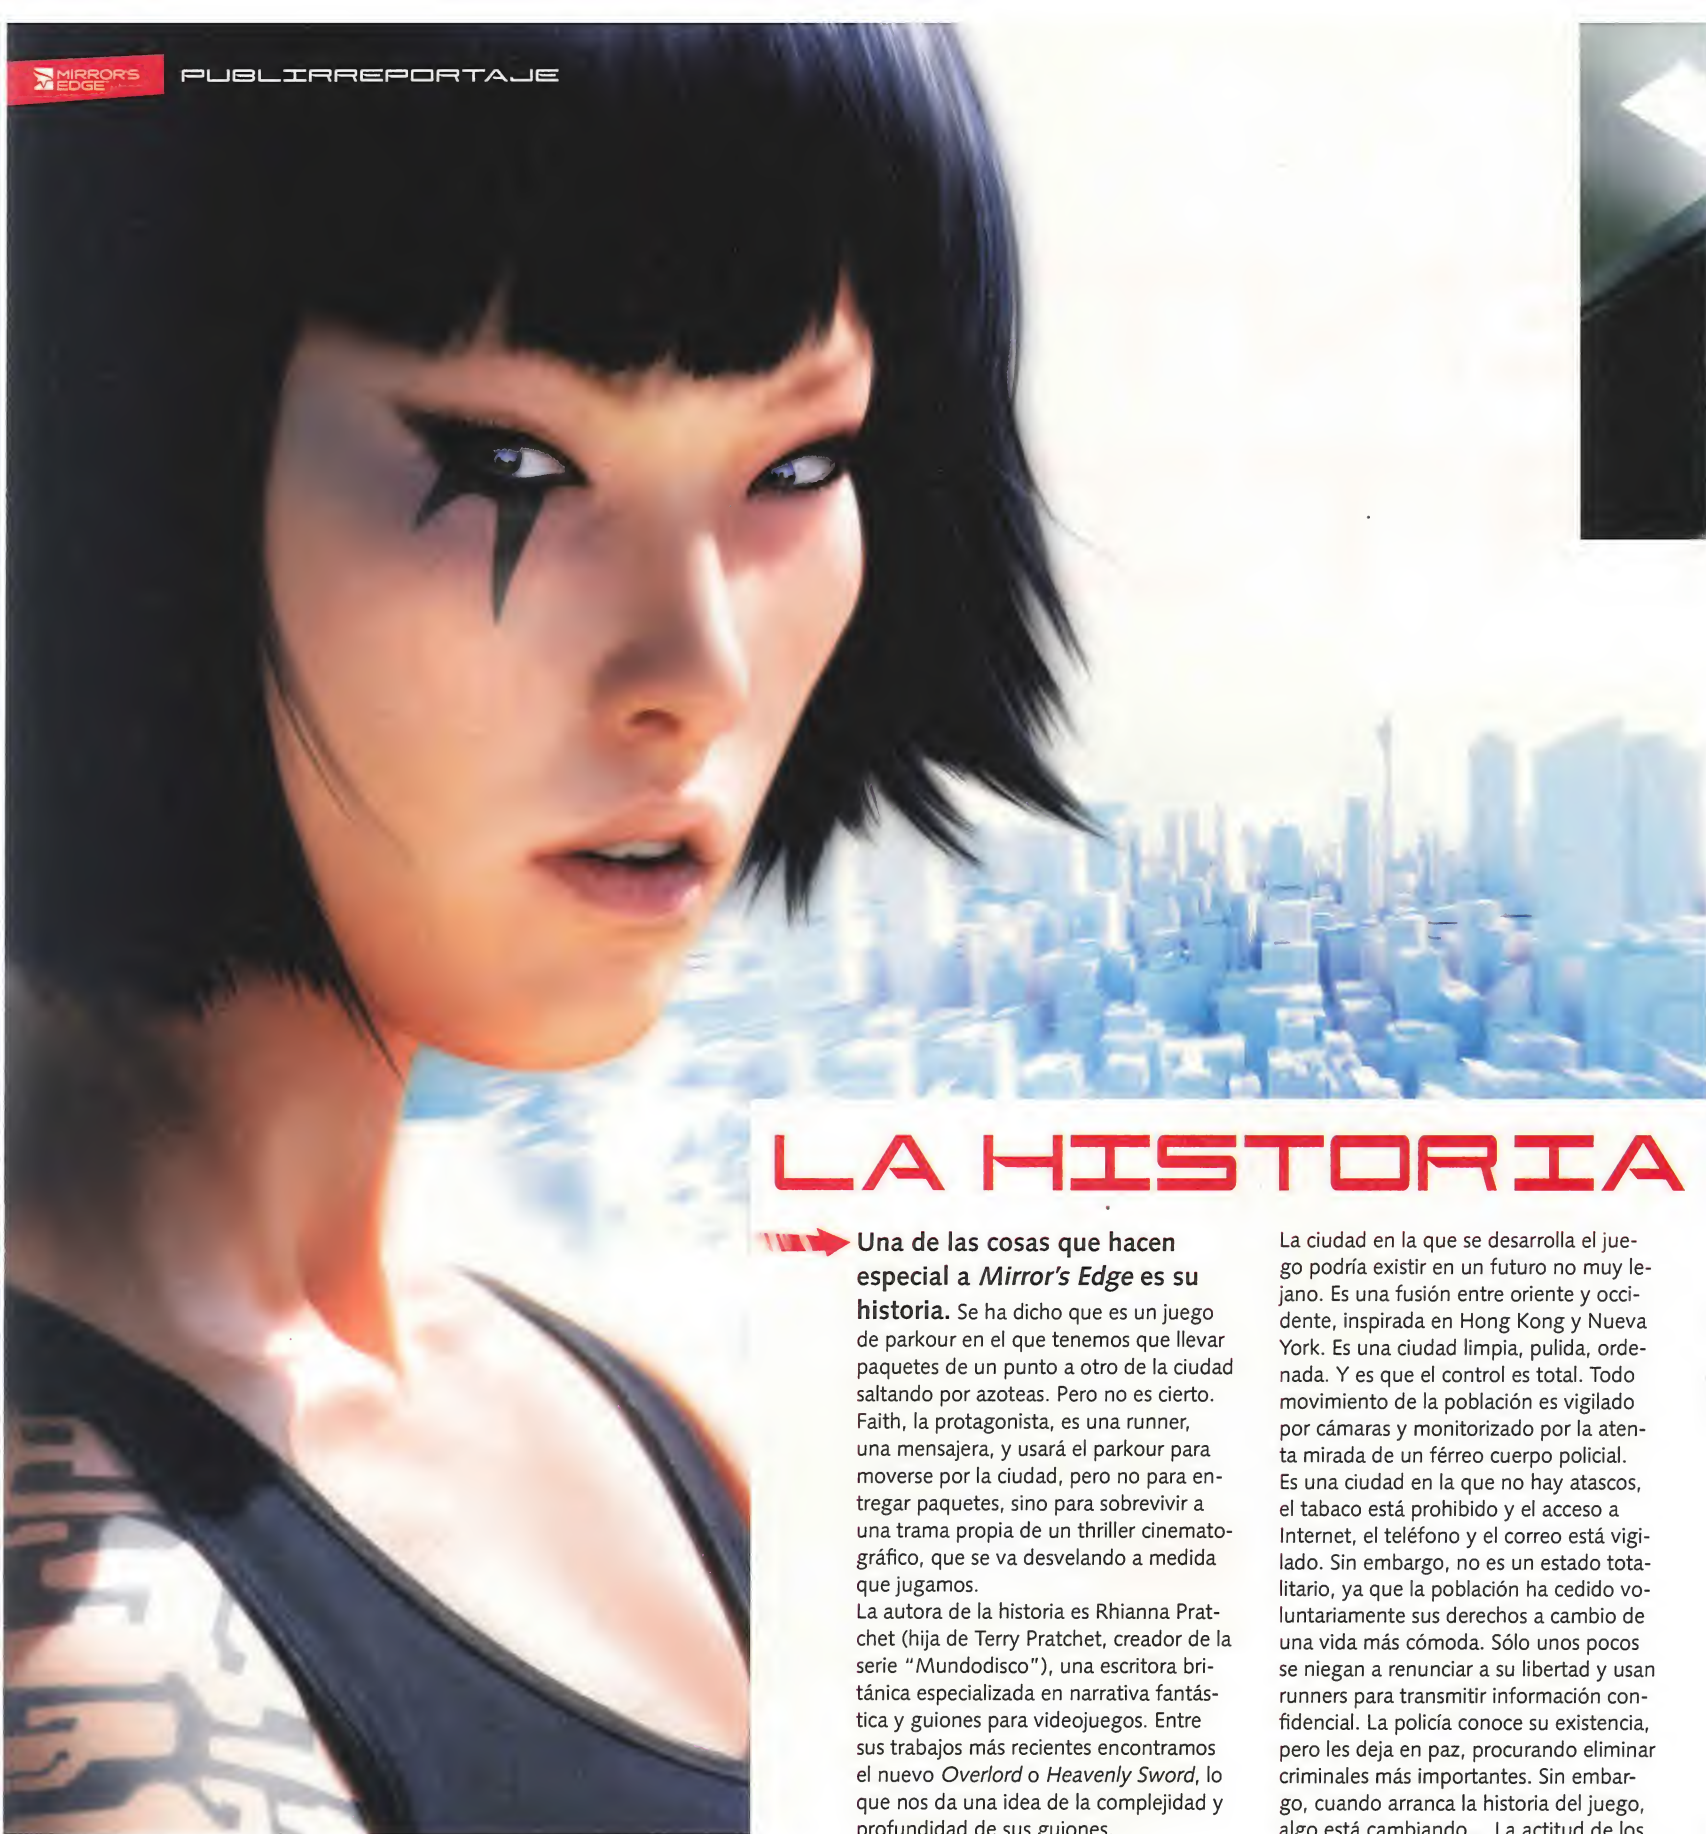 MIRROR'S
EDGE
PUBLIRREPORTAJE
LA HISTORIA
Una de las cosas que hacen
especial a Mirror's Edge es su
historia. Se ha dicho que es un juego
de parkour en el que tenemos que llevar
paquetes de un punto a otro de la ciudad
saltando por azoteas. Pero no es cierto.
Faith, la protagonista, es una runner,
una mensajera, y usará el parkour para
moverse por la ciudad, pero no para en-
tregar paquetes, sino para sobrevivir a
una trama propia de un thriller cinemato-
gráfico, que se va desvelando a medida
que jugamos.
La autora de la historia es Rhianna Prat-
chet (hija de Terry Pratchet, creador de la
serie "Mundodisco"), una escritora bri-
tánica especializada en narrativa fantás-
tica y guiones para videojuegos. Entre
sus trabajos más recientes encontramos
el nuevo Overlord o Heavenly Sword, lo
que nos da una idea de la complejidad y
profundidad de sus guiones.
La ciudad en la que se desarrolla el jue-
go podría existir en un futuro no muy le-
jano. Es una fusión entre oriente y occi-
dente, inspirada en Hong Kong y Nueva
York. Es una ciudad limpia, pulida, orde-
nada. Y es que el control es total. Todo
movimiento de la población es vigilado
por cámaras y monitorizado por la aten-
ta mirada de un férreo cuerpo policial.
Es una ciudad en la que no hay atascos,
el tabaco está prohibido y el acceso a
Internet, el teléfono y el correo está vigi-
lado. Sin embargo, no es un estado tota-
litario, ya que la población ha cedido vo-
luntariamente sus derechos a cambio de
una vida más cómoda. Sólo unos pocos
se niegan a renunciar a su libertad y usan
runners para transmitir información con-
fidencial. La policía conoce su existencia,
pero les deja en paz, procurando eliminar
criminales más importantes. Sin embar-
go, cuando arranca la historia del juego,
algo está cambiando... La actitud de los